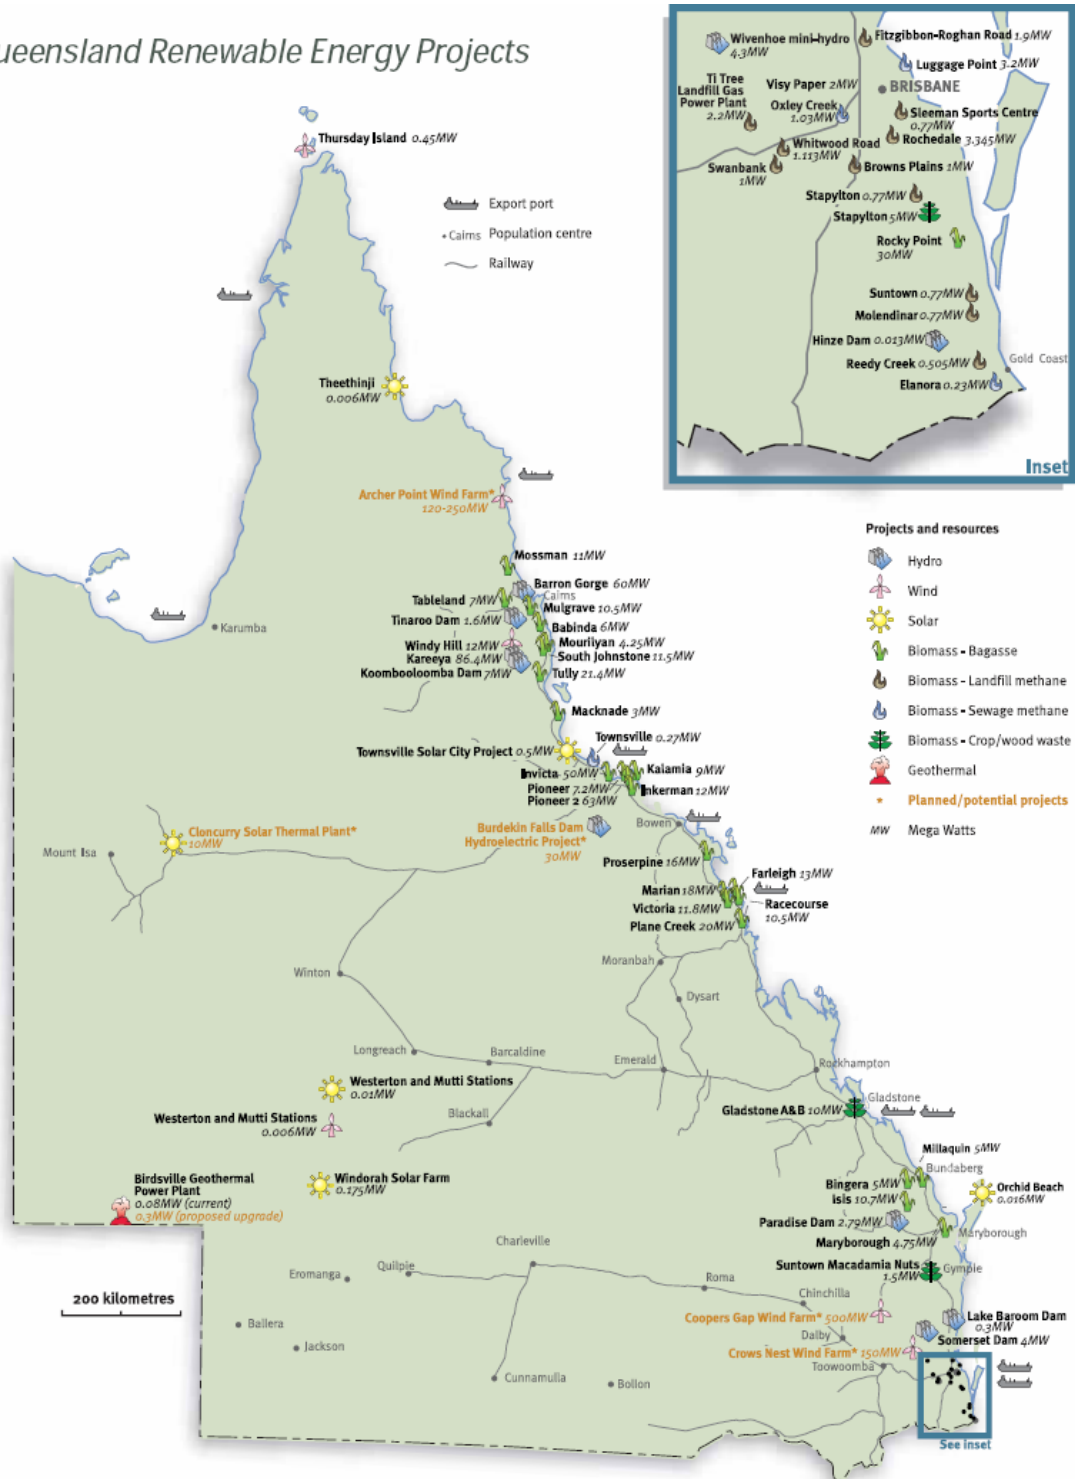 ueensland Renewable Energy Projects
Thursday Island 0.45MW
Export port
Cairns Population centre
Railway
Wivenhoe mini-hydro
4.3MW
Fitzgibbon-Roghan Road 1.9MW
Luggage Point 3.2MW
Ti Tree
Landfill Gas
Power Plant
2.2MW
Visy Paper 2MW
BRISBANE
Oxley Creek
1.03MW
Sleeman Sports Centre
0.77MW
Rochedale 3.345MW
Whitwood Road
1.113MW
Swanbank
1MW
Browns Plains 1MW
Stapylton 0.77MW
Stapylton 5MW
Rocky Point
30MW
Suntown 0.77MW
Molendinar 0.77MW
Hinze Dam 0.013MW
Gold Coast
Reedy Creek 0.505MW
Elanora 0.23MW
Inset
Theethinji
0.006MW
Archer Point Wind Farm*
120-250MW
Projects and resources
Hydro
Wind
Solar
Biomass - Bagasse
Biomass - Landfill methane
Biomass - Sewage methane
Biomass - Crop/wood waste
Geothermal
* Planned/potential projects
MW Mega Watts
Mossman 11MW
Barron Gorge 60MW
Cairns
Tableland 7MW
Mulgrave 10.5MW
Tinaroo Dam 1.6MW
Babinda 6MW
Karumba
Windy Hill 12MW
Mouriiyan 4.25MW
Kareeya 86.4MW
South Johnstone 11.5MW
Koombooloomba Dam 7MW
Tully 21.4MW
Macknade 3MW
Townsville 0.27MW
Townsville Solar City Project 0.5MW
Invicta 50MW
Kalamia 9MW
Pioneer 7.2MW
Inkerman 12MW
Pioneer 2 63MW
Burdekin Falls Dam
Hydroelectric Project*
30MW
Bowen
Cloncurry Solar Thermal Plant*
10MW
Mount Isa
Proserpine 16MW
Farleigh 13MW
Marian 18MW
Racecourse
10.5MW
Victoria 11.8MW
Plane Creek 20MW
Moranbah
Winton
Dysart
Longreach
Barcaldine
Emerald
Rockhampton
Westerton and Mutti Stations
0.01MW
Blackall
Gladstone
Gladstone A&B 10MW
Westerton and Mutti Stations
0.006MW
Millaquin 5MW
Bundaberg
Birdsville Geothermal
Power Plant
0.08MW (current)
0.3MW (proposed upgrade)
Windorah Solar Farm
0.175MW
Bingera 5MW
isis 10.7MW
Orchid Beach
0.016MW
Paradise Dam 2.79MW
Maryborough 4.75MW
Maryborough
Charleville
Suntown Macadamia Nuts
1.5MW
Gympie
Eromanga
Quilpie
Roma
Chinchilla
200 kilometres
Coopers Gap Wind Farm* 500MW
Lake Baroom Dam
0.3MW
Ballera
Dalby
Somerset Dam 4MW
Jackson
Crows Nest Wind Farm* 150MW
Toowoomba
Cunnamulla
Bollon
See inset